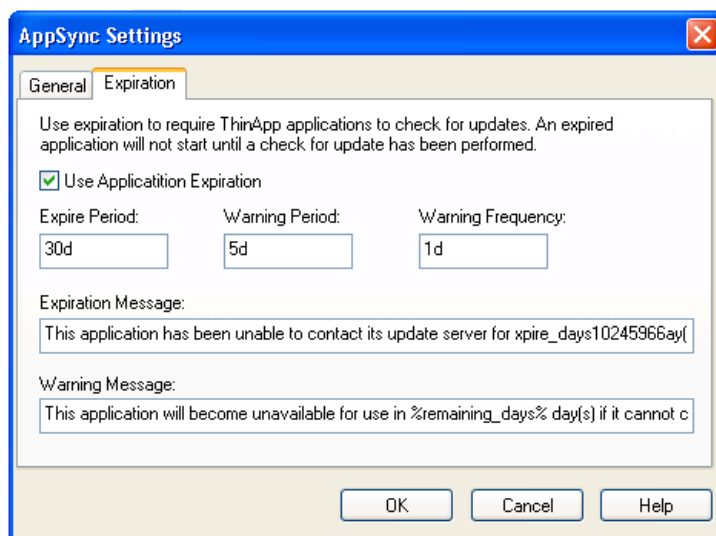 AppSync Settings
General Expiration
Use expiration to require ThinApp applications to check for updates. An expired
application will not start until a check for update has been performed.
Use Applicatition Expiration
Expire Period: Warning Period: Warning Frequency:
30d 5d 1d
Expiration Message:
This application has been unable to contact its update server for xpire_days10245966ay(
Warning Message:
This application will become unavailable for use in %remaining_days% day(s) if it cannot c
OK Cancel Help